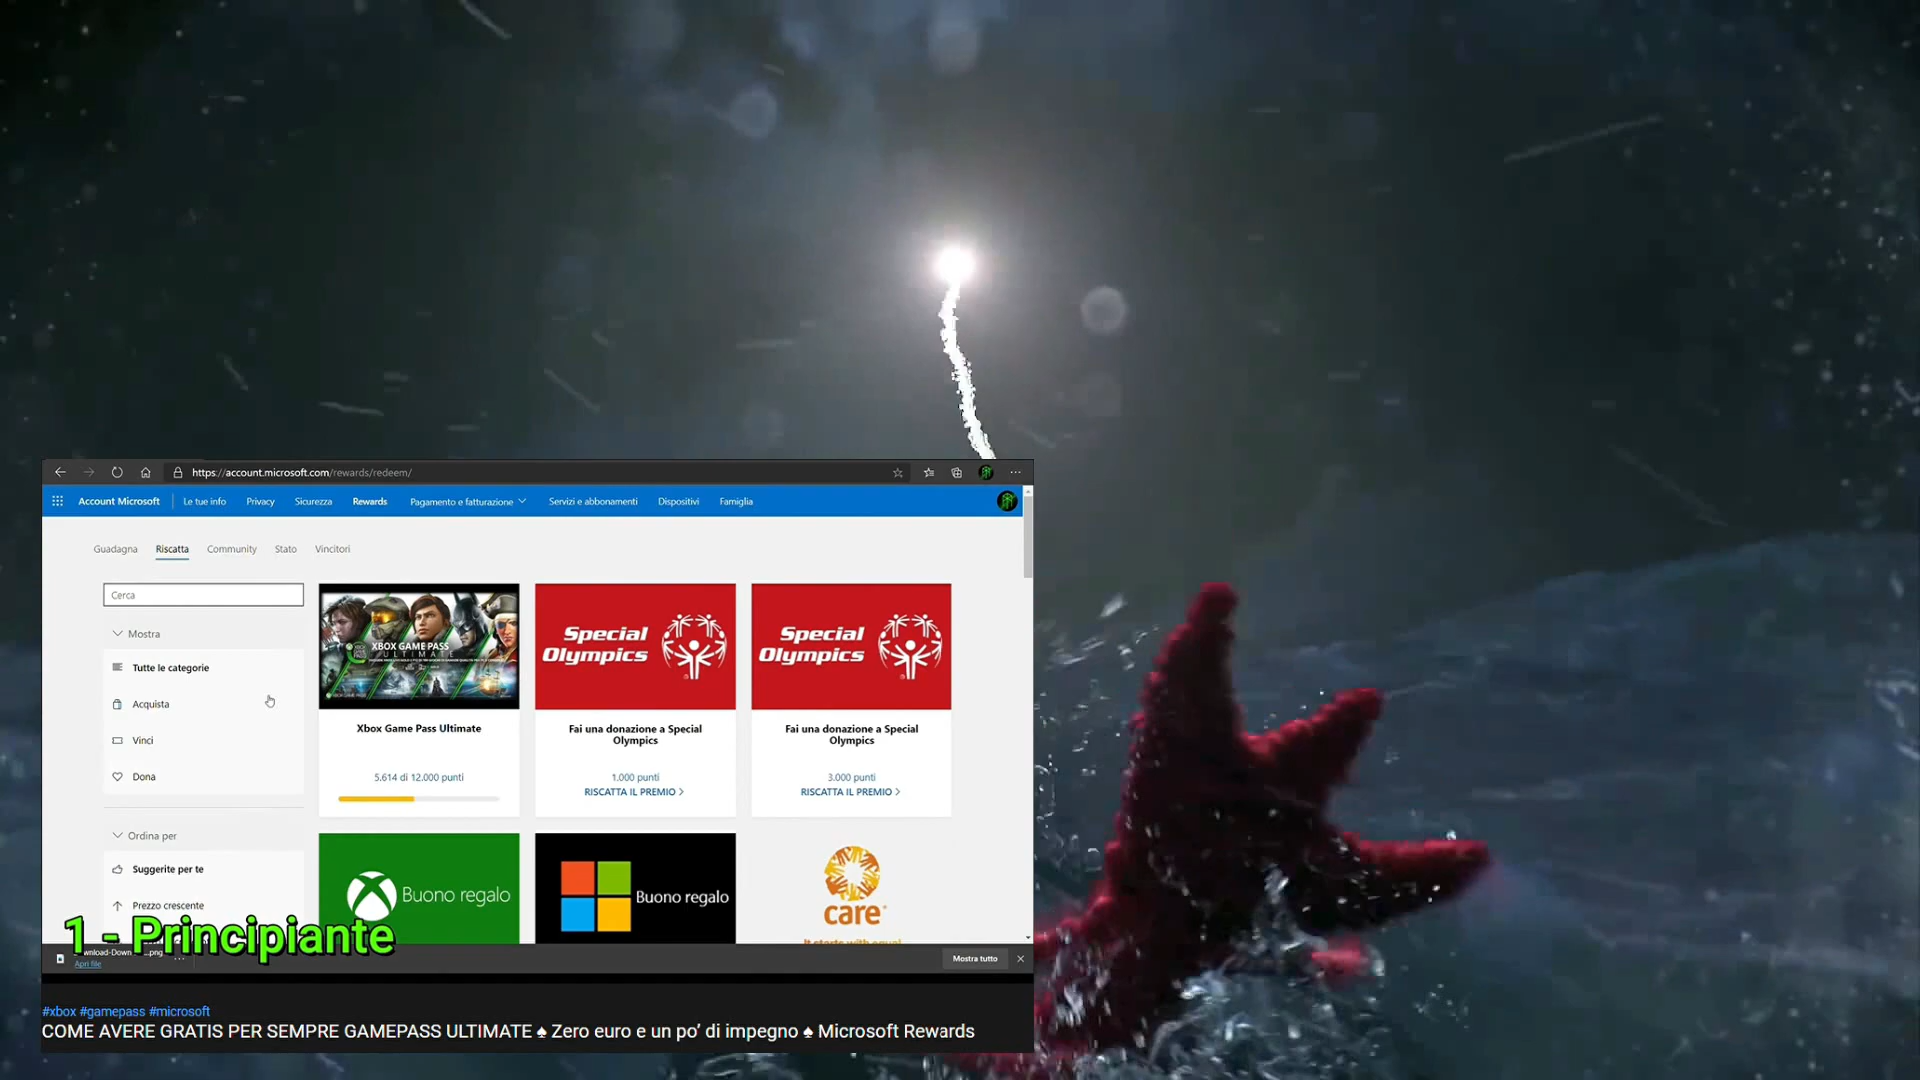 https://account.microsoft.com/rewards/redeem/
Account Microsoft
Le tue info
Privacy
Sicurezza
Rewards
Pagamento e fatturazione
Servizi e abbonamenti
Dispositivi
Famiglia
Guadagna
Riscatta
Community
Stato
Vincitori
Cerca
Mostra
Tutte le categorie
Acquista
Vinci
Dona
Ordina per
Suggerite per te
Prezzo crescente
XBOX GAME PASS
ULTIMATE
Xbox Game Pass Ultimate
5.614 di 12.000 punti
Special
Olympics
Fai una donazione a Special
Olympics
1.000 punti
RISCATTA IL PREMIO >
Special
Olympics
Fai una donazione a Special
Olympics
3.000 punti
RISCATTA IL PREMIO >
Buono regalo
Buono regalo
care
1 - Principiante
Apri file
Mostra tutto
#xbox #gamepass #microsoft
COME AVERE GRATIS PER SEMPRE GAMEPASS ULTIMATE ♠ Zero euro e un po’ di impegno ♠ Microsoft Rewards